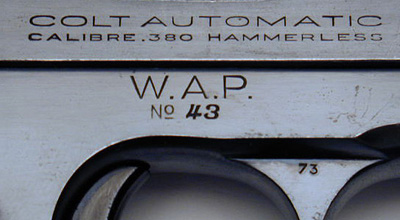 COLT AUTOMATIC
CALIBRE .380 HAMMERLESS
W.A.P.
No 43
73